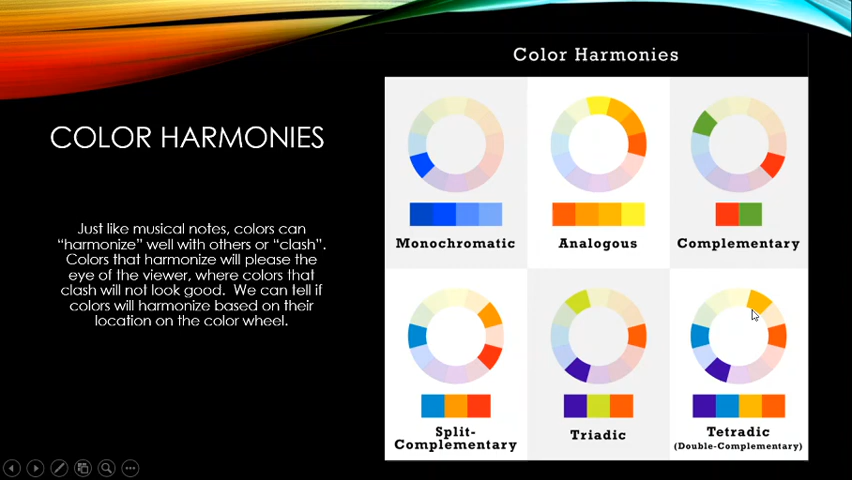 COLOR HARMONIES
Just like musical notes, colors can
“harmonize” well with others or “clash”.
Colors that harmonize will please the
eye of the viewer, where colors that
clash will not look good.  We can tell if
colors will harmonize based on their
location on the color wheel.
Color Harmonies
Monochromatic
Analogous
Complementary
Split-
Complementary
Triadic
Tetradic
(Double-Complementary)